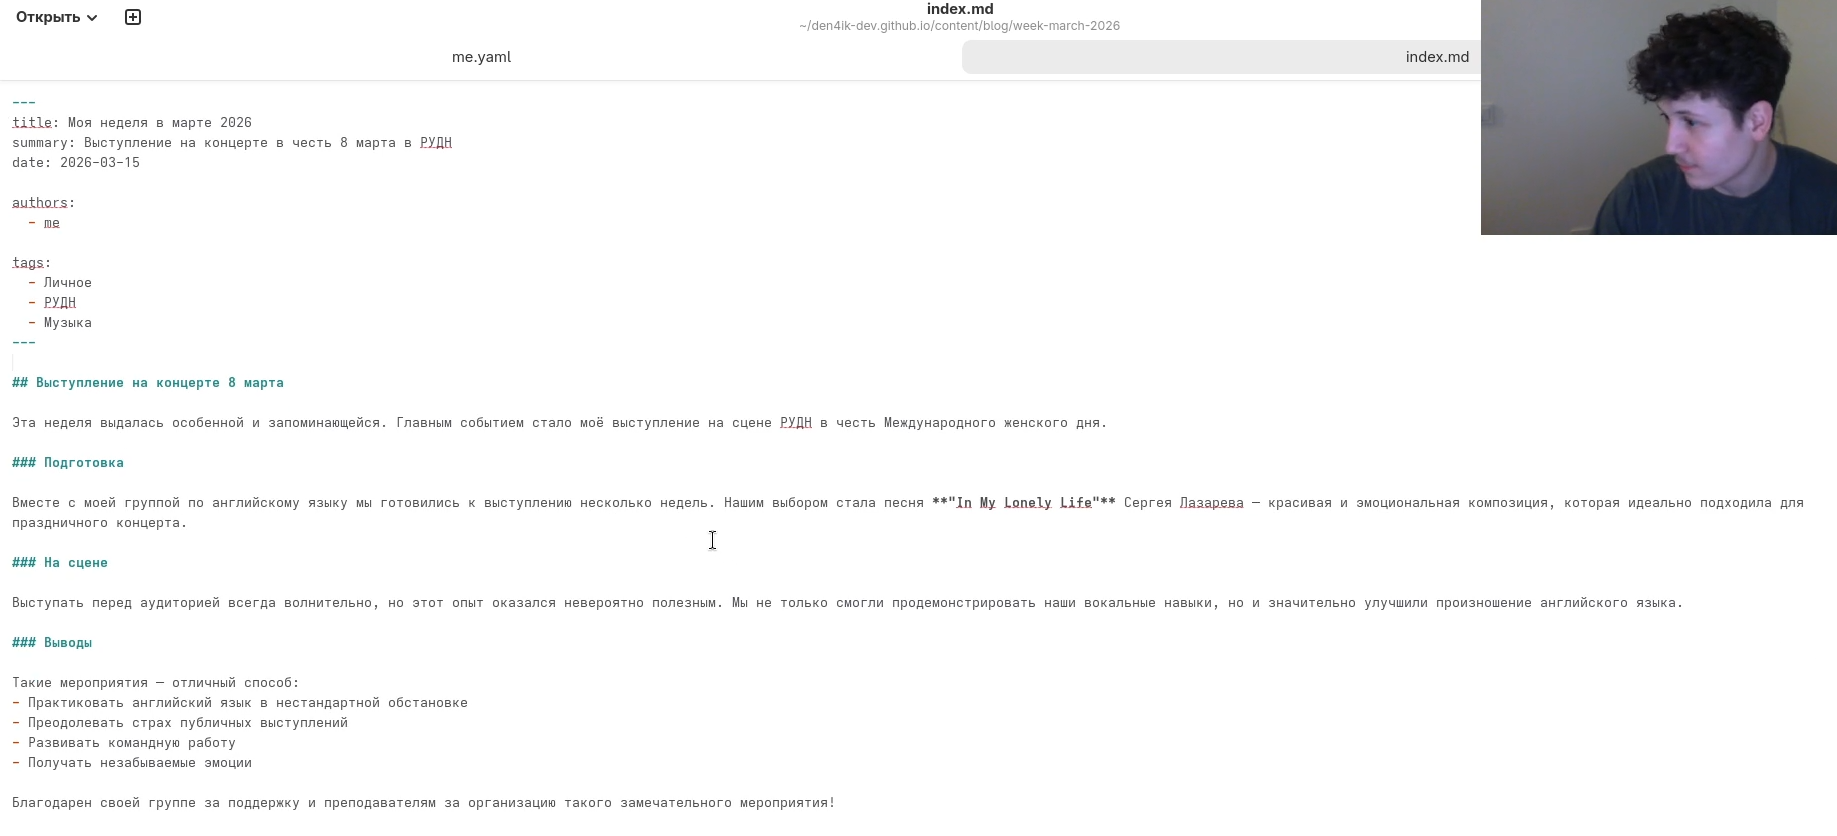 Открыть
index.md
~/den4ik-dev.github.io/content/blog/week-march-2026
me.yaml
index.md
---
title: Моя неделя в марте 2026
summary: Выступление на концерте в честь 8 марта в РУДН
date: 2026-03-15
authors:
- me
tags:
- Личное
- РУДН
- Музыка
---
## Выступление на концерте 8 марта
Эта неделя выдалась особенной и запоминающейся. Главным событием стало моё выступление на сцене РУДН в честь Международного женского дня.
### Подготовка
Вместе с моей группой по английскому языку мы готовились к выступлению несколько недель. Нашим выбором стала песня **"In My Lonely Life"** Сергея Лазарева — красивая и эмоциональная композиция, которая идеально подходила для
праздничного концерта.
### На сцене
Выступать перед аудиторией всегда волнительно, но этот опыт оказался невероятно полезным. Мы не только смогли продемонстрировать наши вокальные навыки, но и значительно улучшили произношение английского языка.
### Выводы
Такие мероприятия — отличный способ:
- Практиковать английский язык в нестандартной обстановке
- Преодолевать страх публичных выступлений
- Развивать командную работу
- Получать незабываемые эмоции
Благодарен своей группе за поддержку и преподавателям за организацию такого замечательного мероприятия!